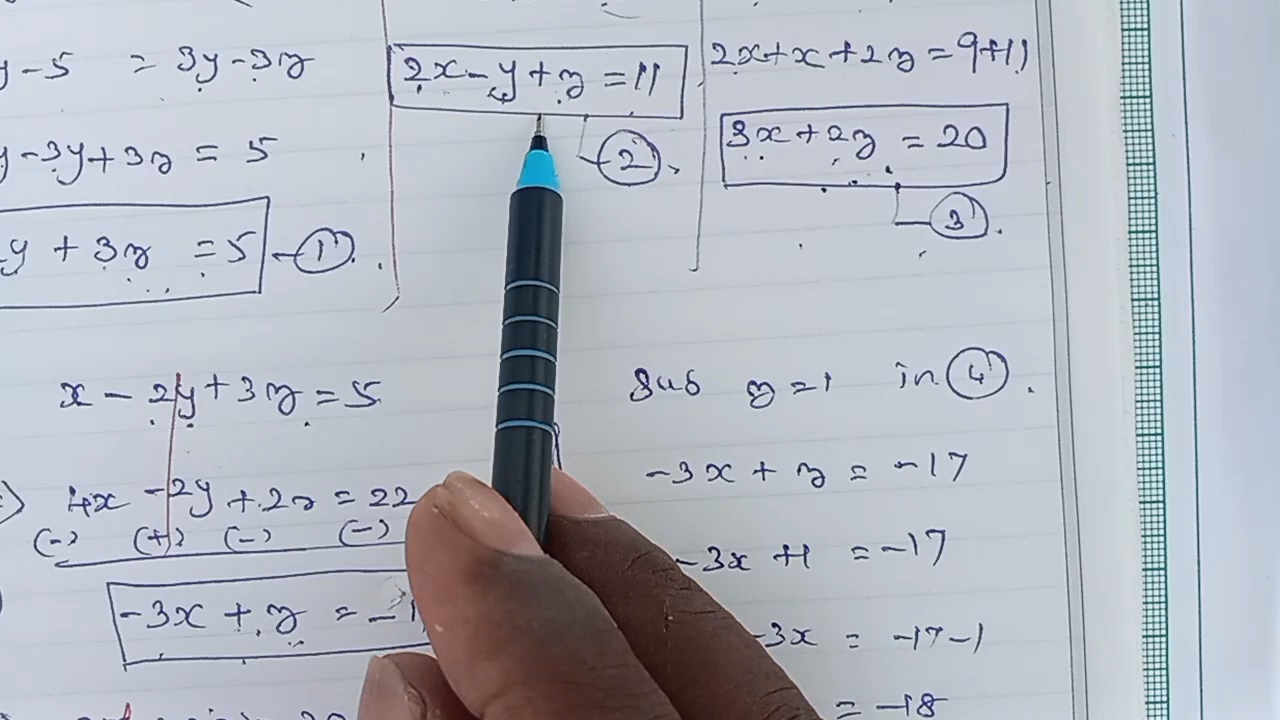 y - 5 = 3y - 3z
y - 3y + 3z = 5
y + 3z = 5 - ①
2x - y + z = 11
②
2x + x + 2z = 9 + 11
3x + 2z = 20
③
x - 2y + 3z = 5
4x - 2y + 2z = 22
(-) (+) (-) (-)
-3x + z = -1
Sub z = 1 in ④
-3x + z = -17
-3x + 1 = -17
-3x = -17 - 1
= -18